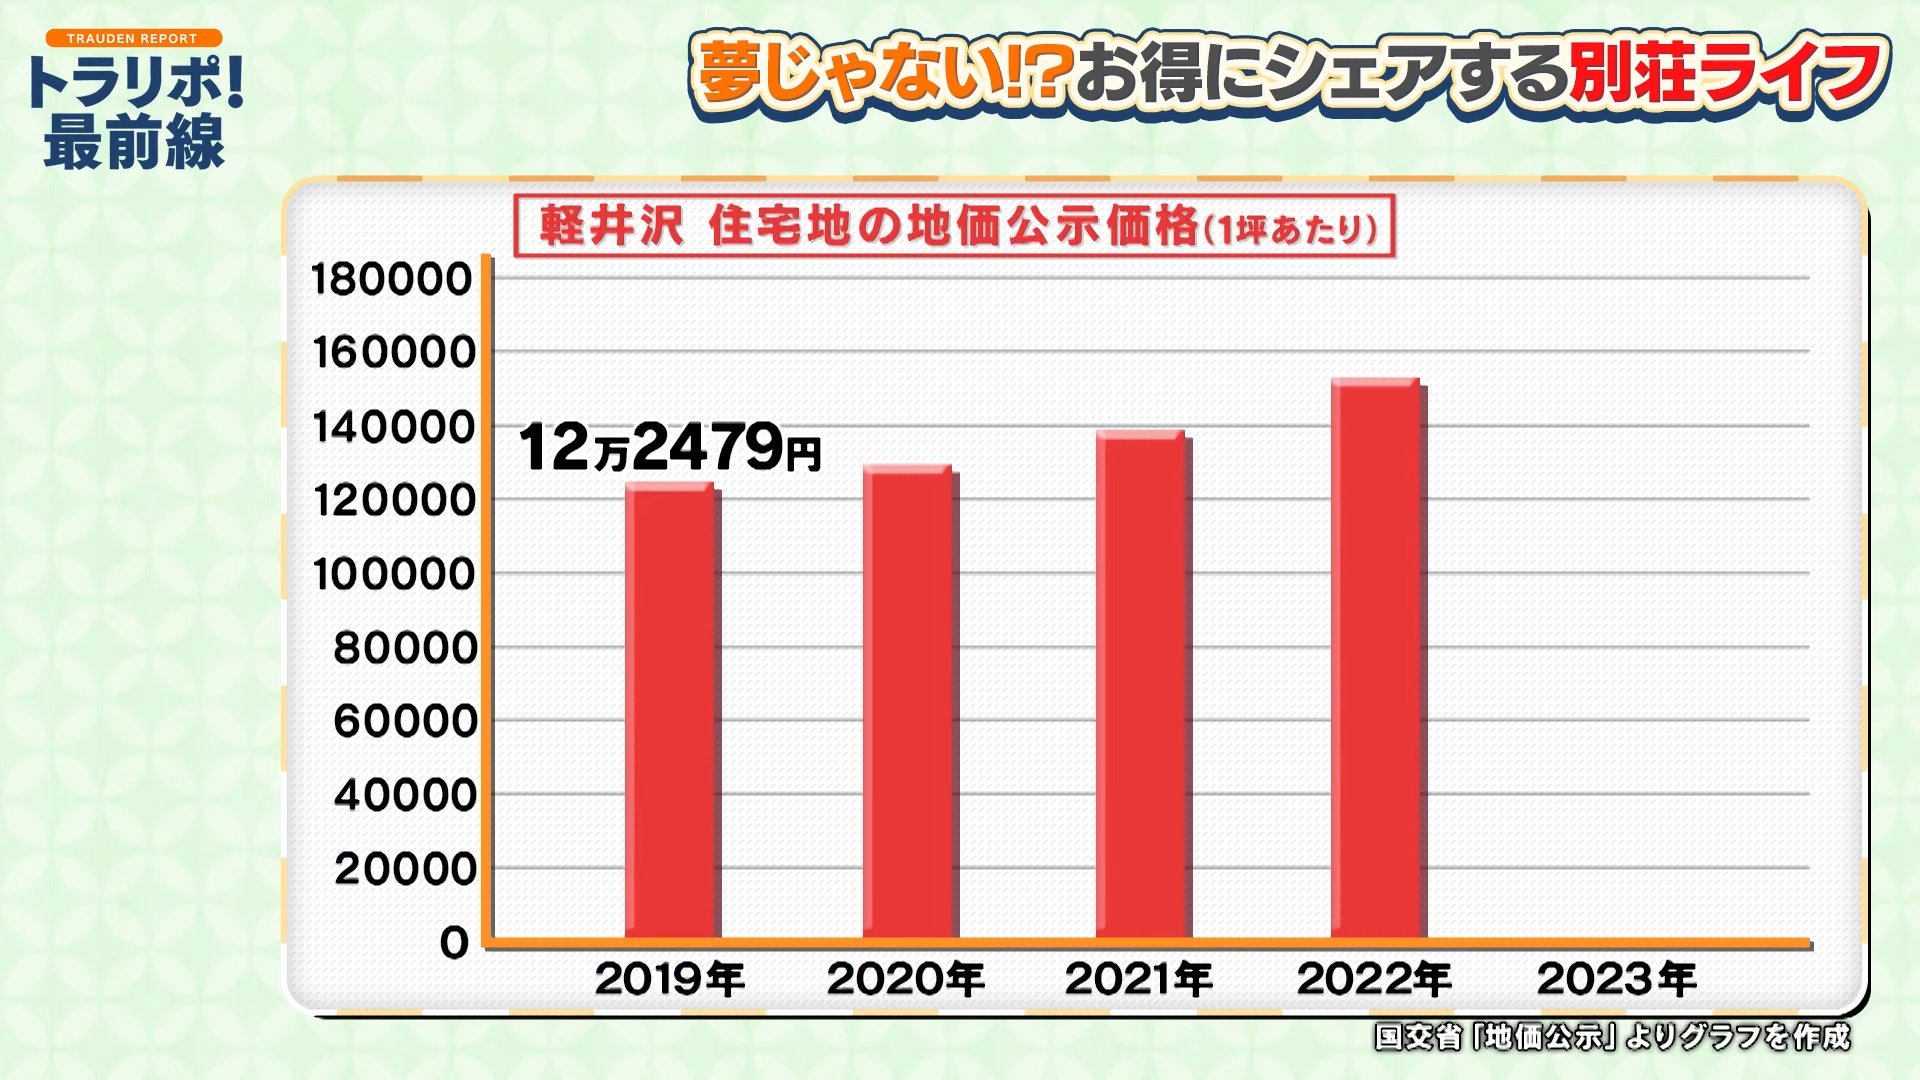 TRAUDEN REPORT
トラリポ!
最前線
夢じゃない!?お得にシェアする別荘ライフ
軽井沢 住宅地の地価公示価格(1坪あたり)
180000
160000
140000
12万2479円
120000
100000
80000
60000
40000
20000
0
2019年 2020年 2021年 2022年 2023年
国交省「地価公示」よりグラフを作成